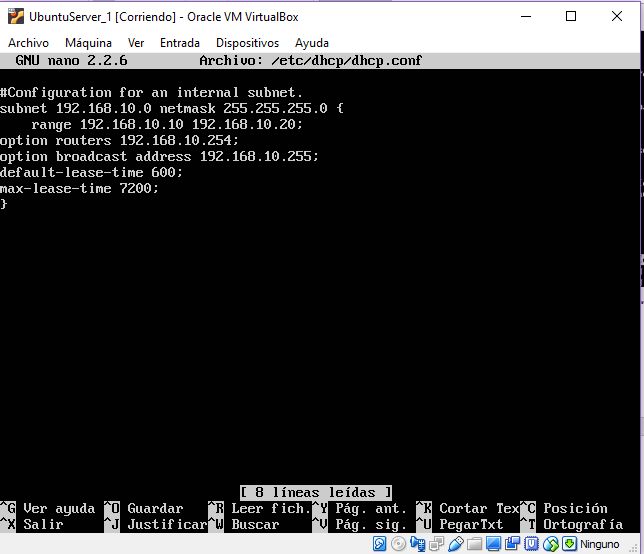 UbuntuServer_1 [Corriendo] - Oracle VM VirtualBox
Archivo Máquina Ver Entrada Dispositivos Ayuda
GNU nano 2.2.6 Archivo: /etc/dhcp/dhcp.conf
#Configuration for an internal subnet.
subnet 192.168.10.0 netmask 255.255.255.0 {
range 192.168.10.10 192.168.10.20;
option routers 192.168.10.254;
option broadcast address 192.168.10.255;
default-lease-time 600;
max-lease-time 7200;
}
[ 8 líneas leídas ]
^G Ver ayuda ^O Guardar ^R Leer fich. ^Y Pág. ant. ^K Cortar Tex ^C Posición
^X Salir ^J Justificar ^W Buscar ^V Pág. sig. ^U PegarTxt ^T Ortografía
Ninguno